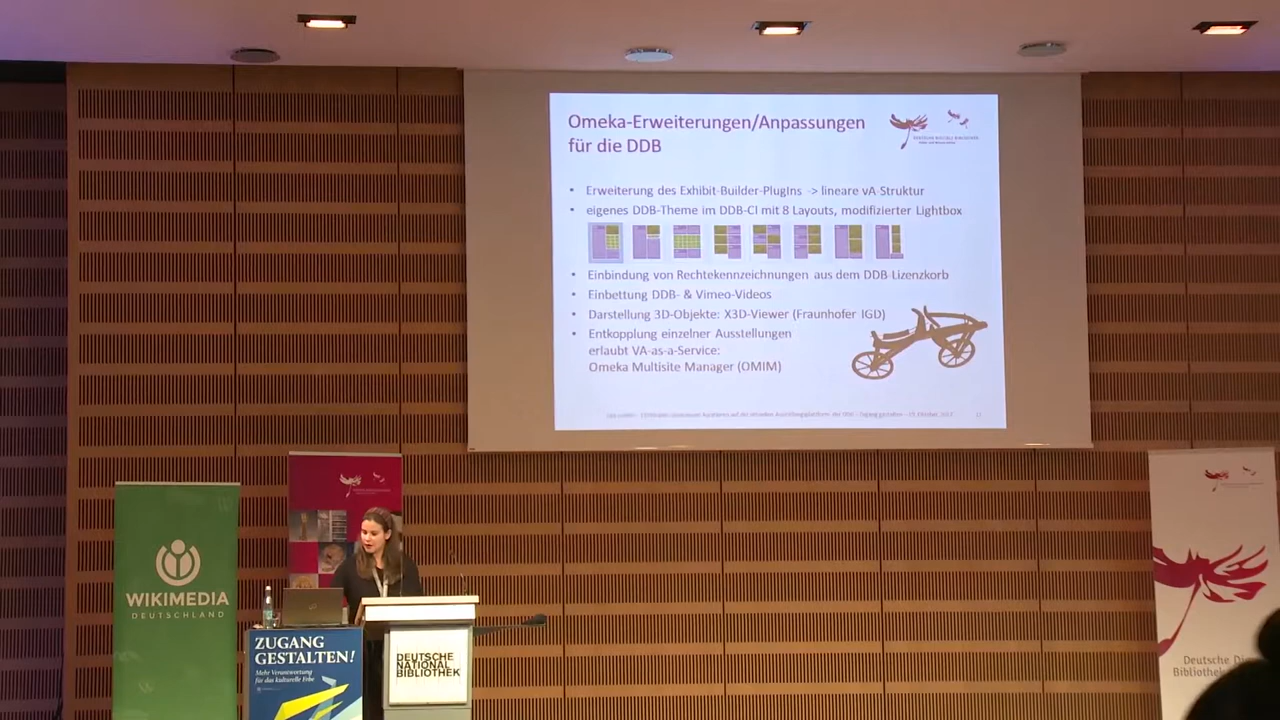 Omeka-Erweiterungen/Anpassungen
für die DDB
• Erweiterung des Exhibit-Builder-PlugIns -> lineare vA-Struktur
• eigenes DDB-Theme im DDB-CI mit 8 Layouts, modifizierter Lightbox
• Einbindung von Rechtekennzeichnungen aus dem DDB-Lizenzkorb
• Einbettung DDB- & Vimeo-Videos
• Darstellung 3D-Objekte: X3D-Viewer (Fraunhofer IGD)
• Entkopplung einzelner Ausstellungen
erlaubt VA-as-a-Service:
Omeka Multisite Manager (OMIM)
WIKIMEDIA
DEUTSCHLAND
ZUGANG
GESTALTEN!
Mehr Verantwortung
für das kulturelle Erbe
DEUTSCHE
NATIONAL
BIBLIOTHEK
Deutsche Di
Bibliothek